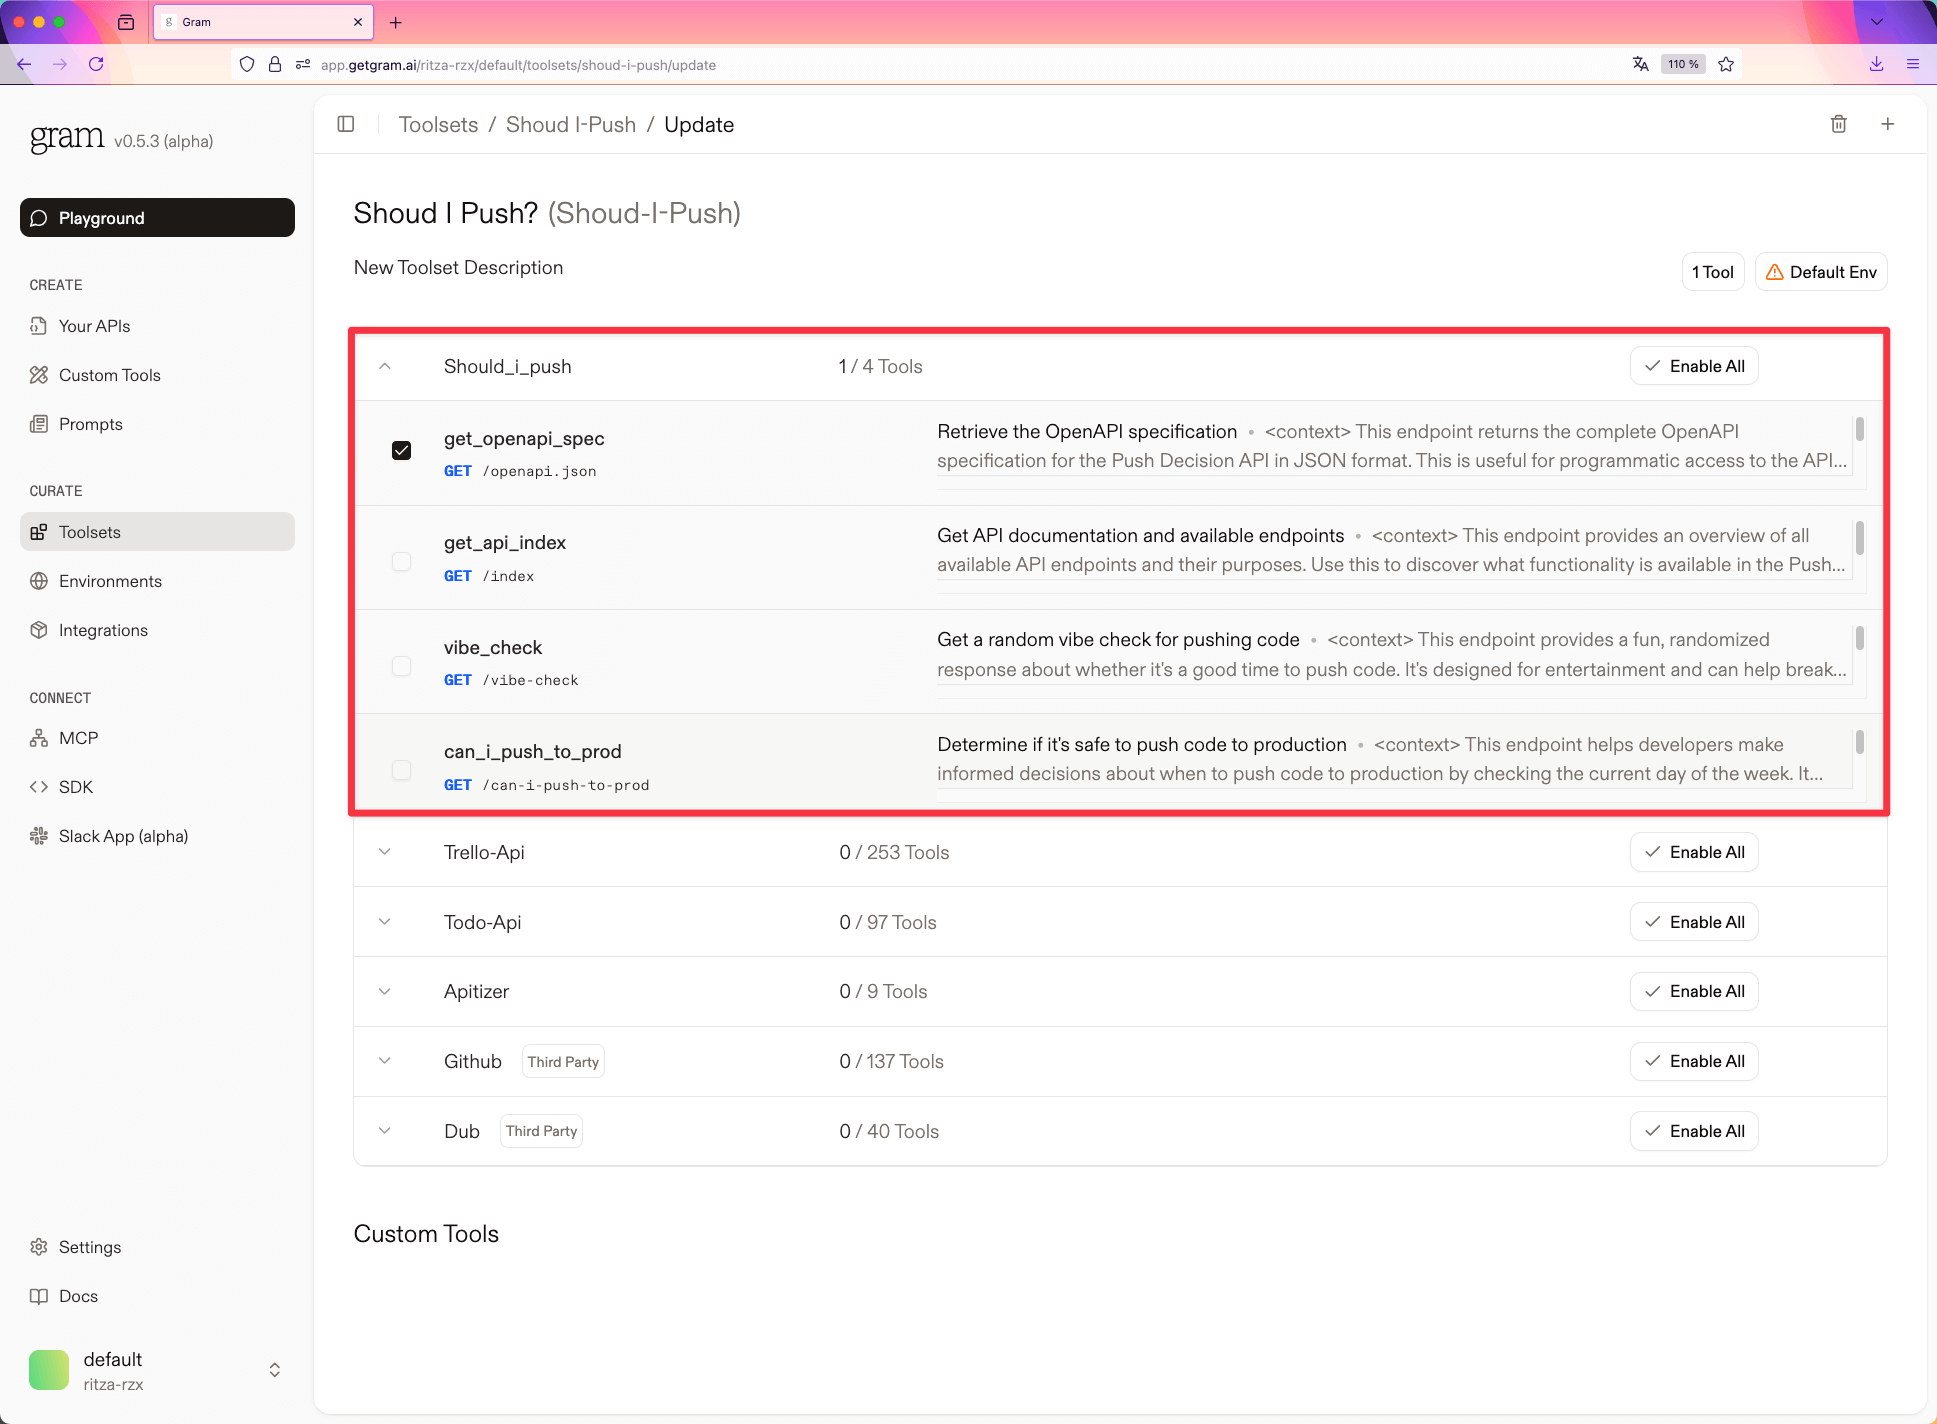 g Gram
app.getgram.ai/ritza-rzx/default/toolsets/shoud-i-push/update
110 %
gram v0.5.3 (alpha)
Playground
CREATE
Your APIs
Custom Tools
Prompts
CURATE
Toolsets
Environments
Integrations
CONNECT
MCP
SDK
Slack App (alpha)
Settings
Docs
default
ritza-rzx
Toolsets / Shoud I-Push / Update
Shoud I Push? (Shoud-I-Push)
New Toolset Description
1 Tool
Default Env
Should_i_push 1 / 4 Tools Enable All
get_openapi_spec
GET /openapi.json
Retrieve the OpenAPI specification • <context> This endpoint returns the complete OpenAPI
specification for the Push Decision API in JSON format. This is useful for programmatic access to the API...
get_api_index
GET /index
Get API documentation and available endpoints • <context> This endpoint provides an overview of all
available API endpoints and their purposes. Use this to discover what functionality is available in the Push...
vibe_check
GET /vibe-check
Get a random vibe check for pushing code • <context> This endpoint provides a fun, randomized
response about whether it's a good time to push code. It's designed for entertainment and can help break...
can_i_push_to_prod
GET /can-i-push-to-prod
Determine if it's safe to push code to production • <context> This endpoint helps developers make
informed decisions about when to push code to production by checking the current day of the week. It...
Trello-Api 0 / 253 Tools Enable All
Todo-Api 0 / 97 Tools Enable All
Apitizer 0 / 9 Tools Enable All
Github Third Party 0 / 137 Tools Enable All
Dub Third Party 0 / 40 Tools Enable All
Custom Tools